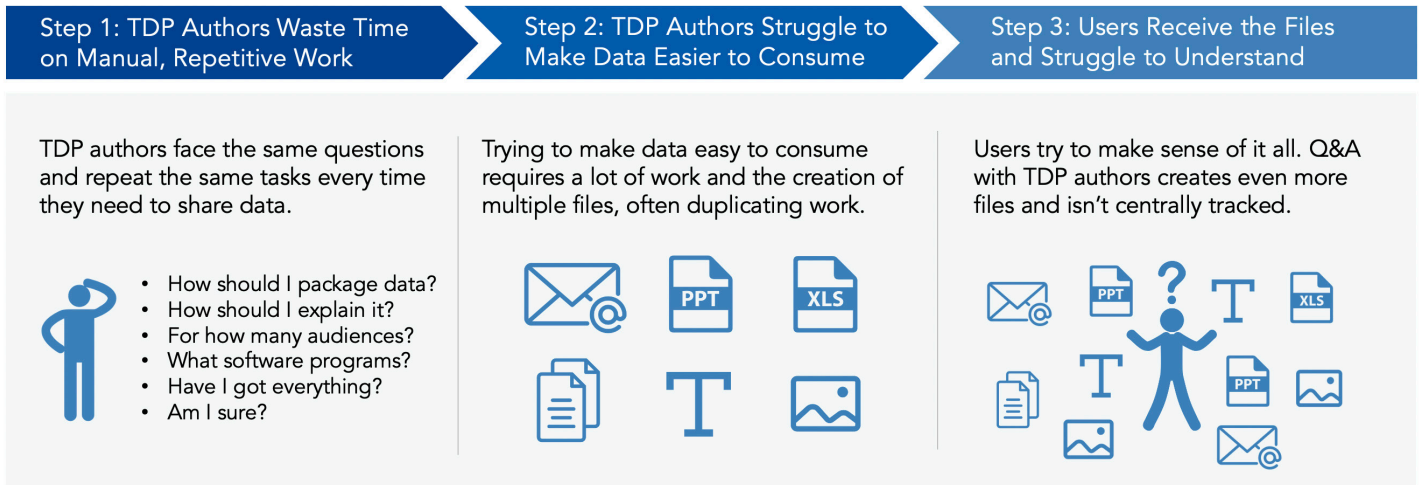 Step 1: TDP Authors Waste Time
on Manual, Repetitive Work
Step 2: TDP Authors Struggle to
Make Data Easier to Consume
Step 3: Users Receive the Files
and Struggle to Understand
TDP authors face the same questions
and repeat the same tasks every time
they need to share data.
• How should I package data?
• How should I explain it?
• For how many audiences?
• What software programs?
• Have I got everything?
• Am I sure?
Trying to make data easy to consume
requires a lot of work and the creation of
multiple files, often duplicating work.
@
PPT
XLS
T
Users try to make sense of it all. Q&A
with TDP authors creates even more
files and isn't centrally tracked.
@
PPT
?
T
XLS
T
PPT
@